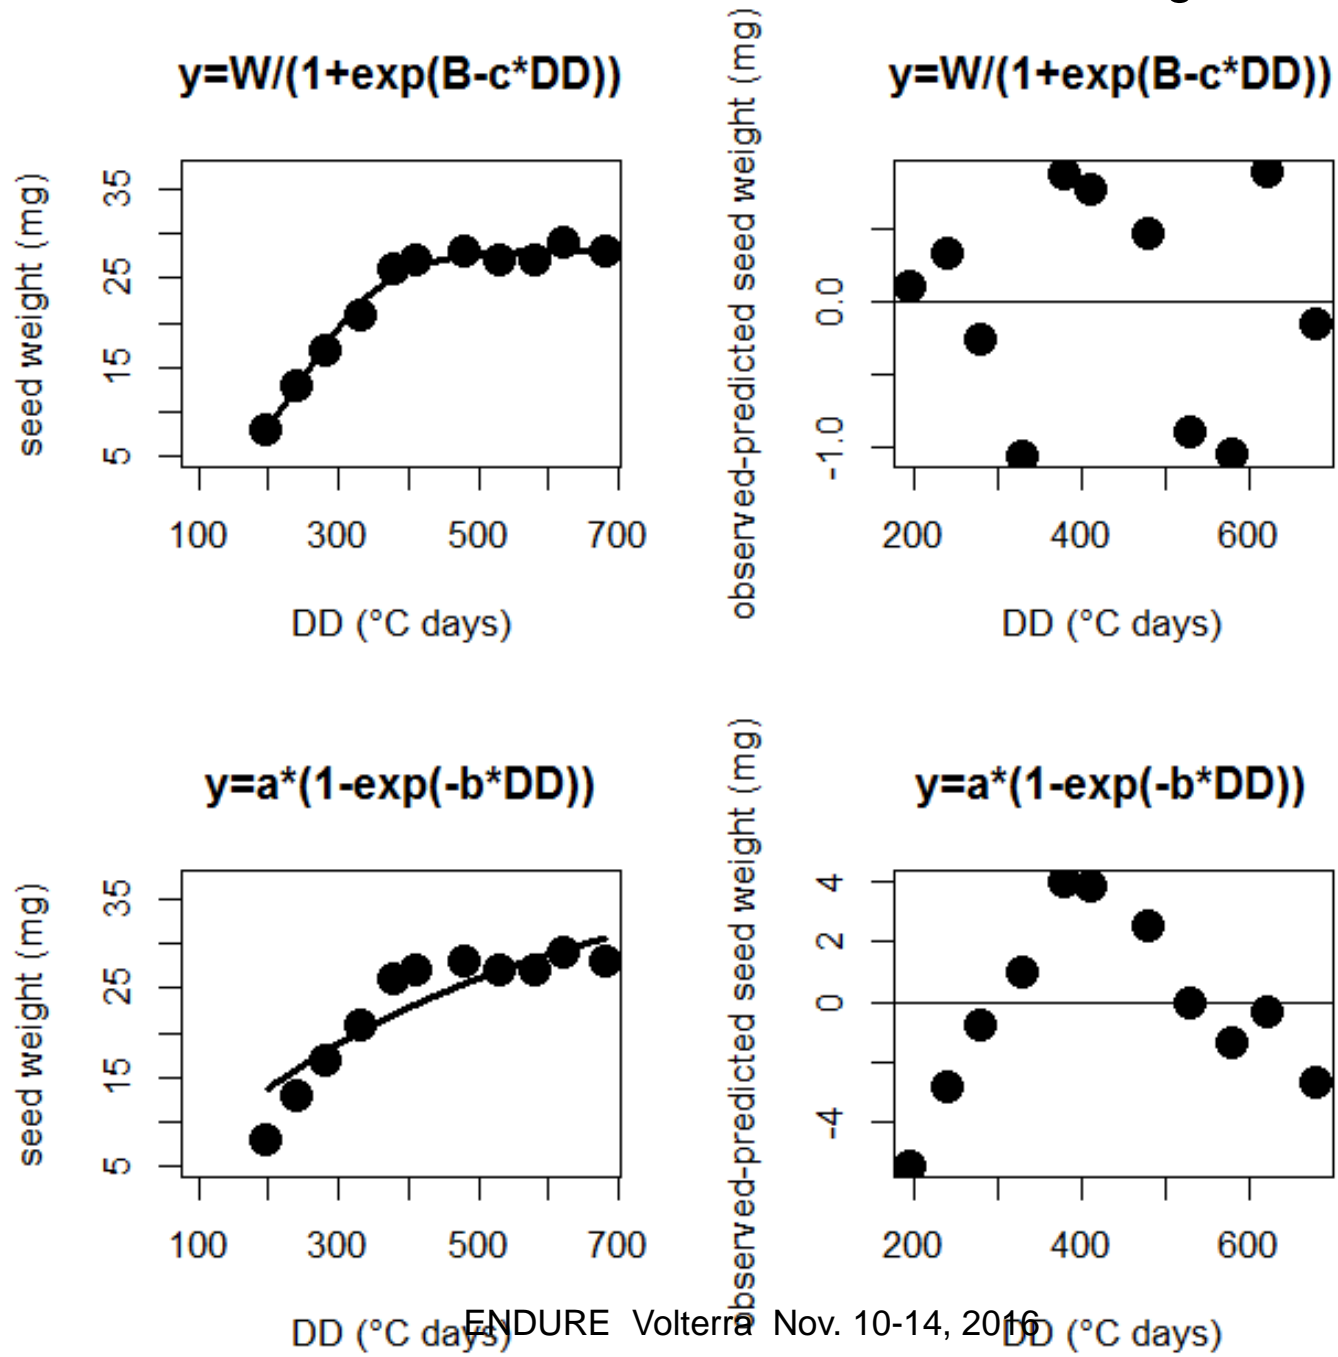 y=W/(1+exp(B-c*DD))
seed weight (mg)
35
25
15
5
100 300 500 700
DD (°C days)
y=W/(1+exp(B-c*DD))
observed-predicted seed weight (mg)
0.0
-1.0
200 400 600
DD (°C days)
y=a*(1-exp(-b*DD))
seed weight (mg)
35
25
15
5
100 300 500 700
DD (°C days)
y=a*(1-exp(-b*DD))
observed-predicted seed weight (mg)
4
2
0
-4
200 400 600
DD (°C days)
ENDURE Volterra Nov. 10-14, 2016